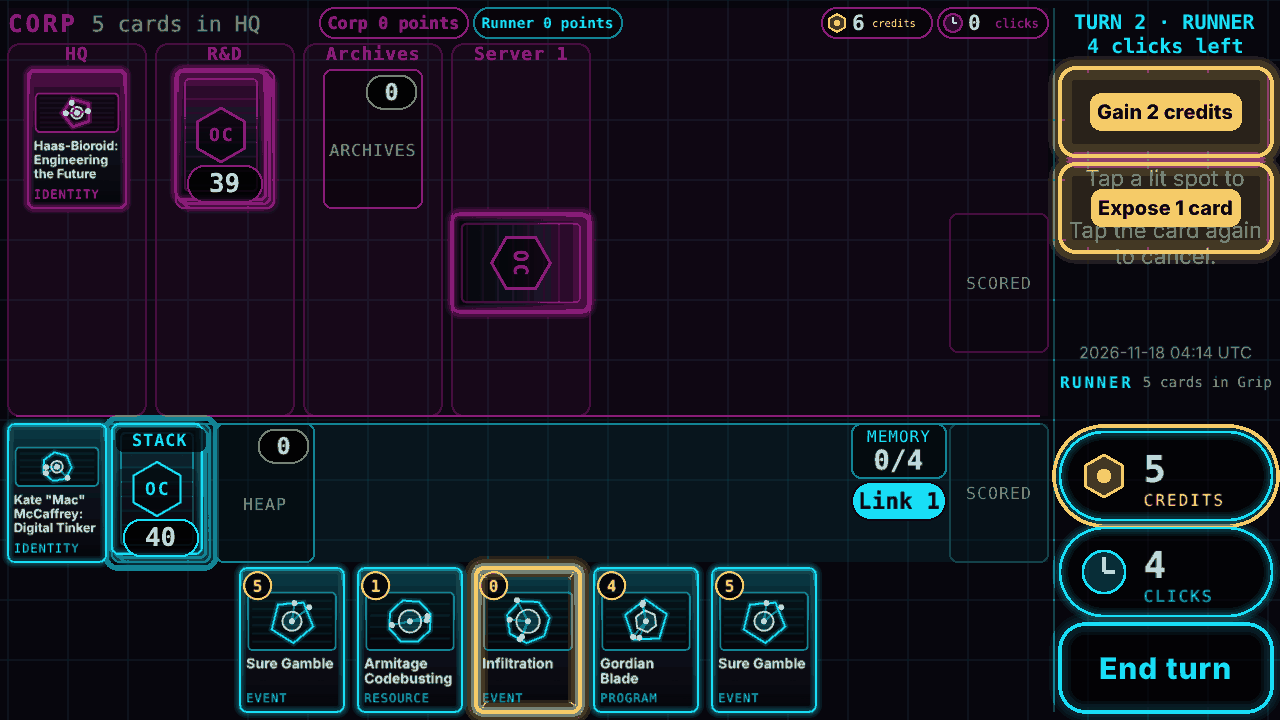 CORP 5 cards in HQ
Corp 0 points
Runner 0 points
6 credits
0 clicks
TURN 2 · RUNNER
4 clicks left
HQ
R&D
Archives
Server 1
Haas-Bioroid:
Engineering
the Future
IDENTITY
OC
39
0
ARCHIVES
OC
SCORED
Gain 2 credits
Tap a lit spot to
Expose 1 card
Tap the card again
to cancel.
2026-11-18 04:14 UTC
RUNNER 5 cards in Grip
Kate "Mac"
McCaffrey:
Digital Tinker
IDENTITY
STACK
OC
40
0
HEAP
MEMORY
0/4
Link 1
SCORED
5
CREDITS
4
CLICKS
End turn
5
Sure Gamble
EVENT
1
Armitage
Codebusting
RESOURCE
0
Infiltration
EVENT
4
Gordian
Blade
PROGRAM
5
Sure Gamble
EVENT